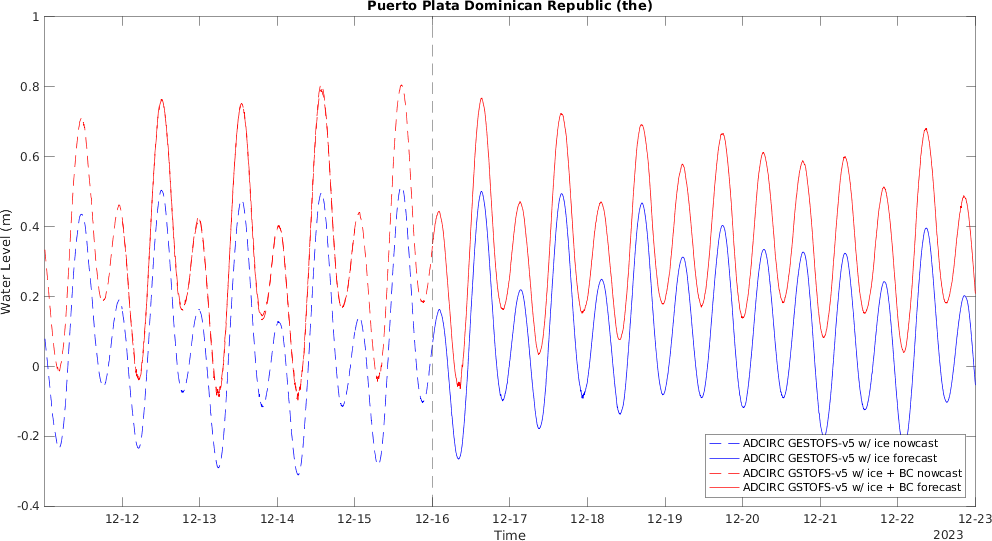 Puerto Plata Dominican Republic (the)
Water Level (m)
1
0.8
0.6
0.4
0.2
0
-0.2
-0.4
ADCIRC GESTOFS-v5 w/ ice nowcast
ADCIRC GESTOFS-v5 w/ ice forecast
ADCIRC GSTOFS-v5 w/ ice + BC nowcast
ADCIRC GSTOFS-v5 w/ ice + BC forecast
12-12 12-13 12-14 12-15 12-16 12-17 12-18 12-19 12-20 12-21 12-22 12-23
Time
2023